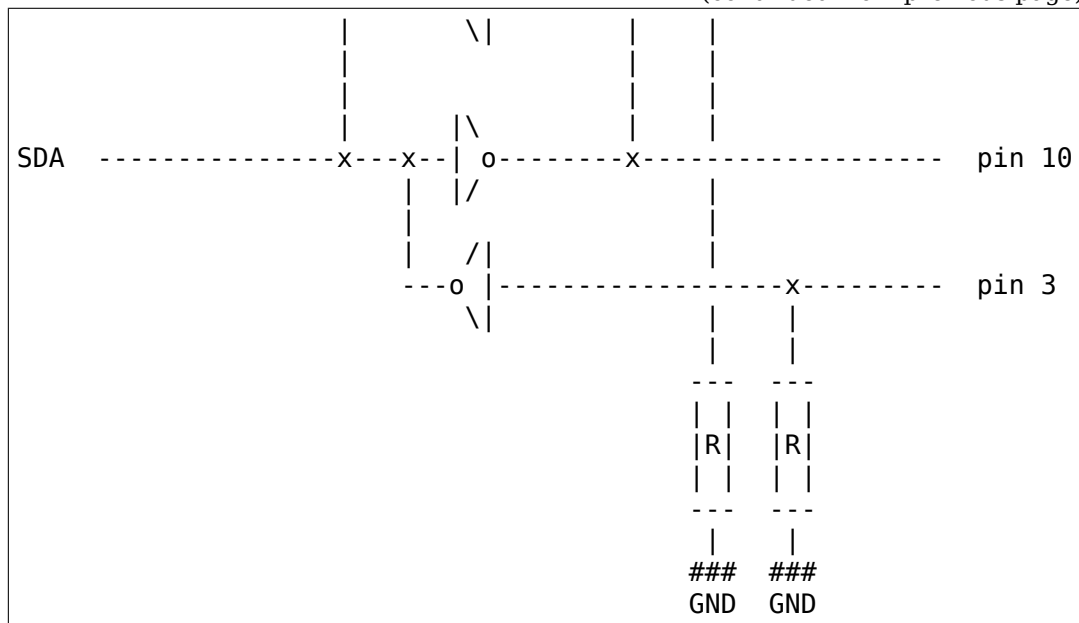 |       \|        |    |
                     |                 |    |
                     |                 |    |
                     |      |\         |    |
SDA  ---------------x---x--| o--------x-------------------  pin 10
                         |  |/              |
                         |                  |
                         |   /|             |
                         ---o |------------------x---------  pin 3
                             \|             |    |
                                            |    |
                                           ---  ---
                                           | |  | |
                                           |R|  |R|
                                           | |  | |
                                           ---  ---
                                            |    |
                                           ###  ###
                                           GND  GND